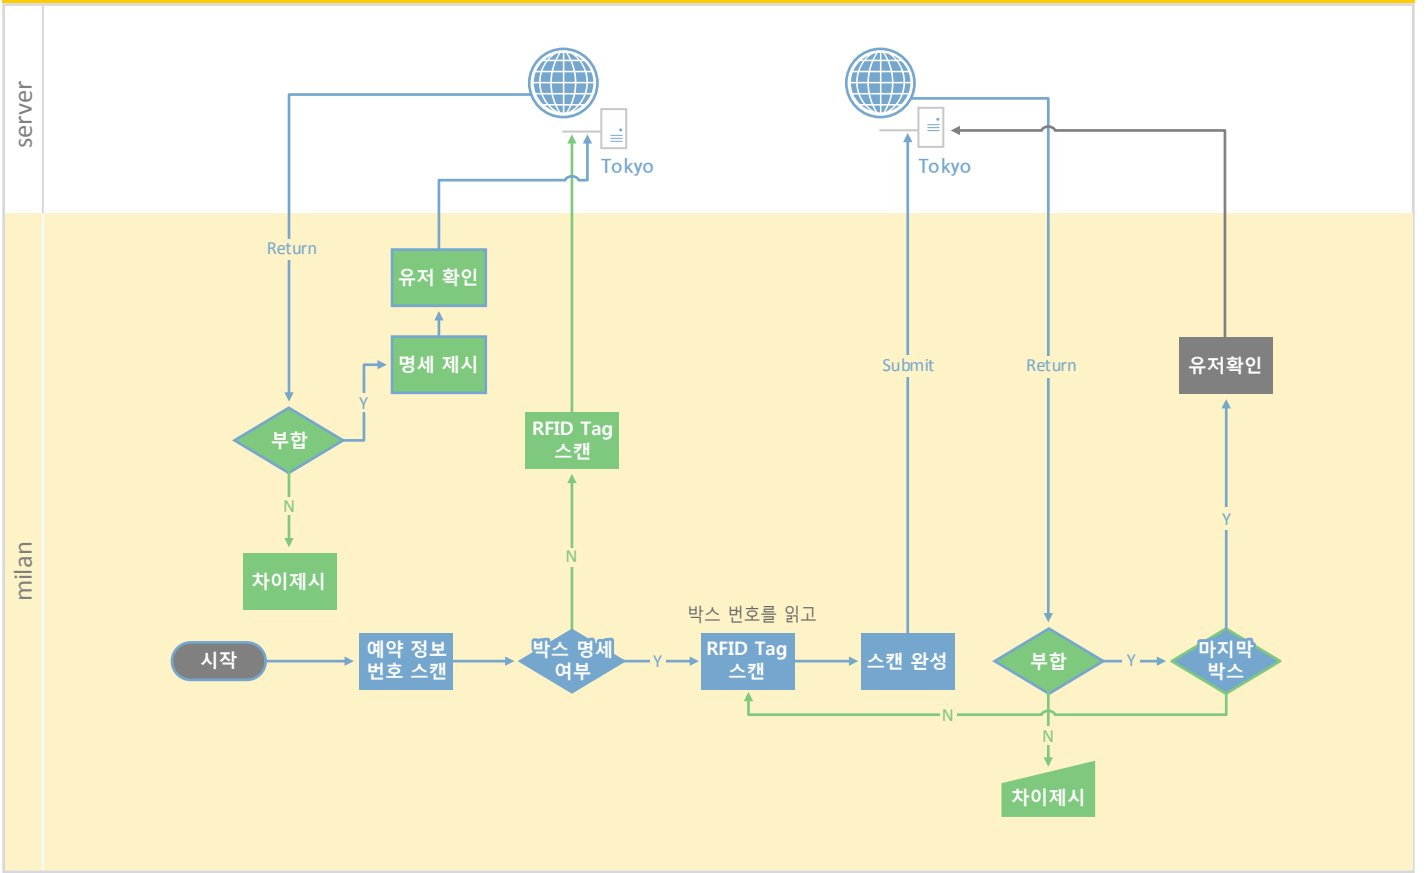 server
Tokyo
Tokyo
Return
유저 확인
명세 제시
Submit
Return
유저확인
Y
부합
RFID Tag
스캔
N
Y
N
milan
차이제시
박스 번호를 읽고
시작
예약 정보
번호 스캔
박스 명세
여부
Y
RFID Tag
스캔
스캔 완성
부합
Y
마지막
박스
N
N
차이제시